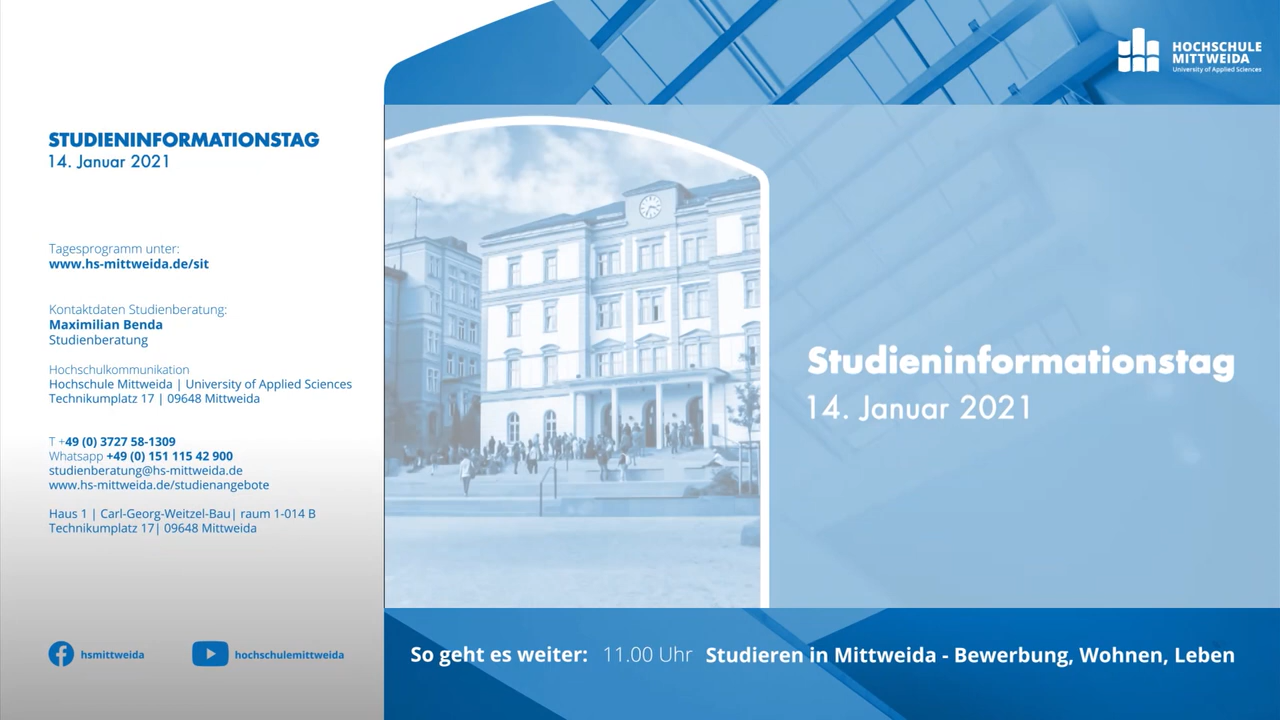 STUDIENINFORMATIONSTAG
14. Januar 2021
Tagesprogramm unter:
www.hs-mittweida.de/sit
Kontaktdaten Studienberatung:
Maximilian Benda
Studienberatung
Hochschulkommunikation
Hochschule Mittweida | University of Applied Sciences
Technikumplatz 17 | 09648 Mittweida
T +49 (0) 3727 58-1309
Whatsapp +49 (0) 151 115 42 900
studienberatung@hs-mittweida.de
www.hs-mittweida.de/studienangebote
Haus 1 | Carl-Georg-Weitzel-Bau| raum 1-014 B
Technikumplatz 17| 09648 Mittweida
hsmittweida
hochschulemittweida
HOCHSCHULE
MITTWEIDA
University of Applied Sciences
Studieninformationstag
14. Januar 2021
So geht es weiter: 11.00 Uhr Studieren in Mittweida - Bewerbung, Wohnen, Leben